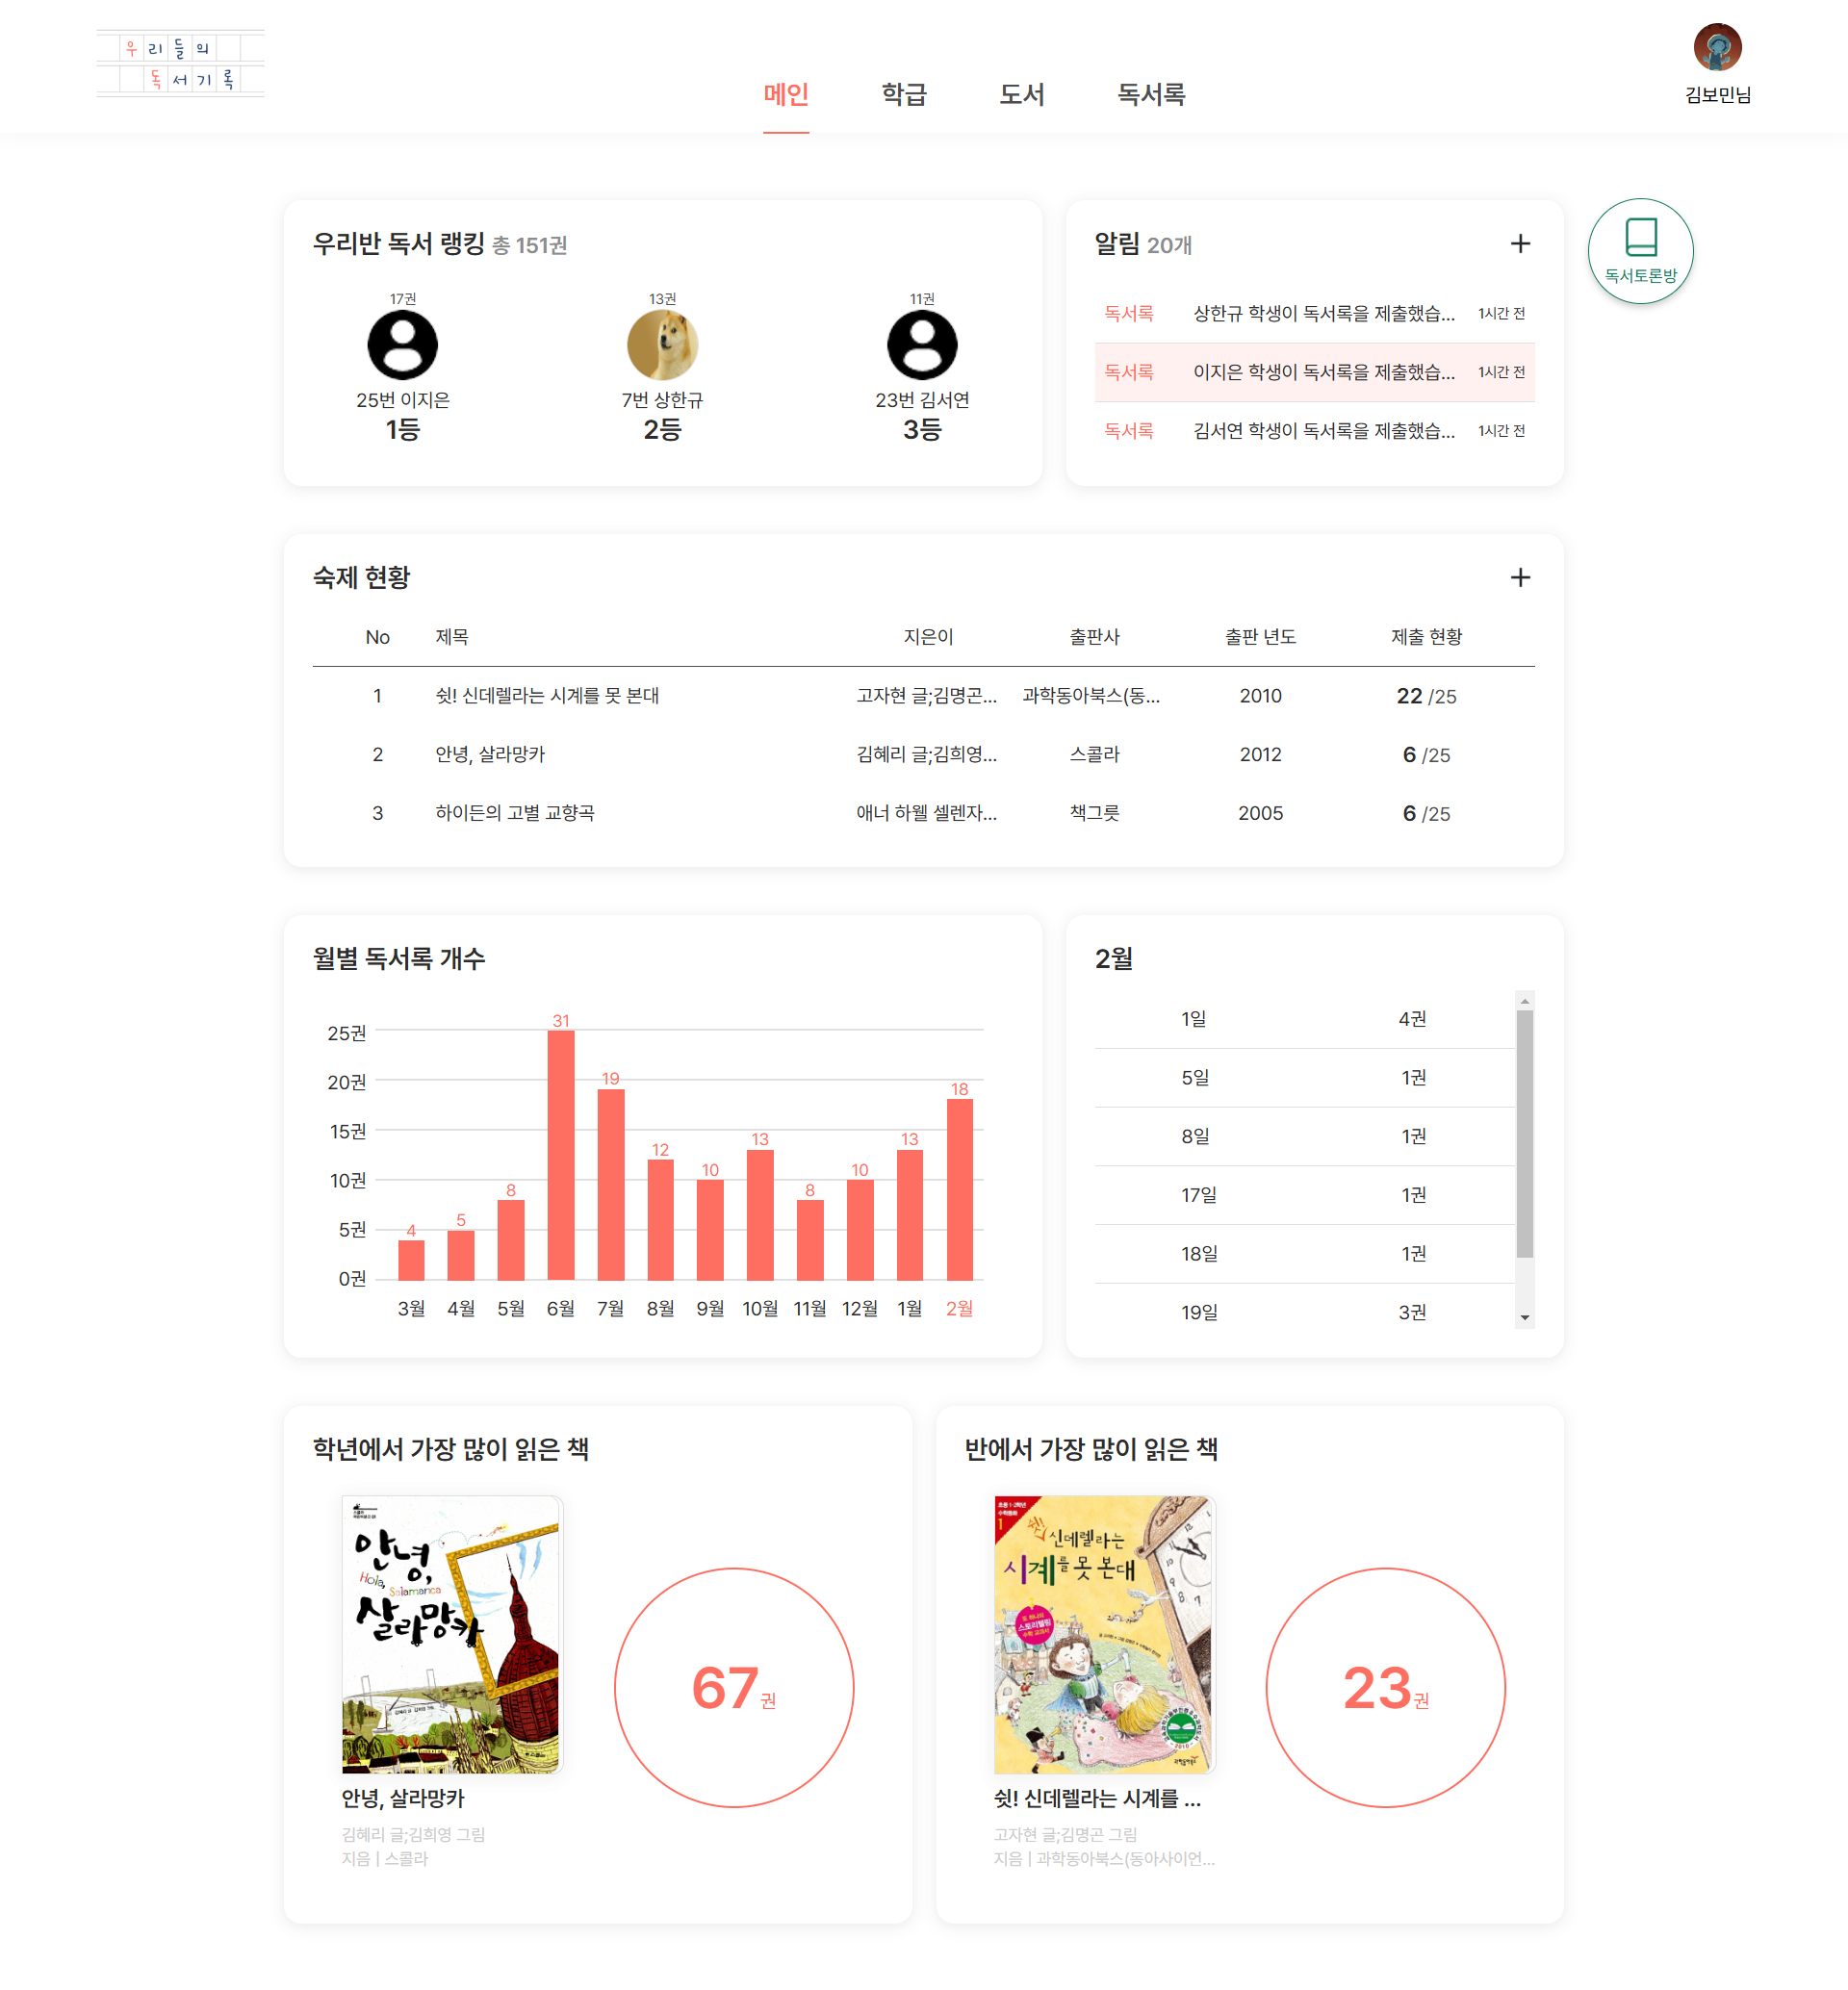 우리들의
독서기록
메인 학급 도서 독서록
김보민님
우리반 독서 랭킹 총 151권
17권 13권 11권
25번 이지은 7번 상한규 23번 김서연
1등 2등 3등
알림 20개
독서록 상한규 학생이 독서록을 제출했습... 1시간 전
독서록 이지은 학생이 독서록을 제출했습... 1시간 전
독서록 김서연 학생이 독서록을 제출했습... 1시간 전
독서토론방
숙제 현황
No 제목 지은이 출판사 출판 년도 제출 현황
1 쉿! 신데렐라는 시계를 못 본대 고자현 글;김명곤... 과학동아북스(동... 2010 22 /25
2 안녕, 살라망카 김혜리 글;김희영... 스콜라 2012 6 /25
3 하이든의 고별 교향곡 애너 하웰 셀렌자... 책그릇 2005 6 /25
월별 독서록 개수
25권
20권
15권
10권
5권
0권
4 5 8 31 19 12 10 13 8 10 13 18
3월 4월 5월 6월 7월 8월 9월 10월 11월 12월 1월 2월
2월
1일 4권
5일 1권
8일 1권
17일 1권
18일 1권
19일 3권
학년에서 가장 많이 읽은 책
안녕,
Hola, Salamanca
살라망카
67권
안녕, 살라망카
김혜리 글;김희영 그림
지음 | 스콜라
반에서 가장 많이 읽은 책
초등 1·2학년
수학동화
1
쉿! 신데렐라는
시계를 못 본대
스토리텔링
과학동아북스
23권
쉿! 신데렐라는 시계를 ...
고자현 글;김명곤 그림
지음 | 과학동아북스(동아사이언...